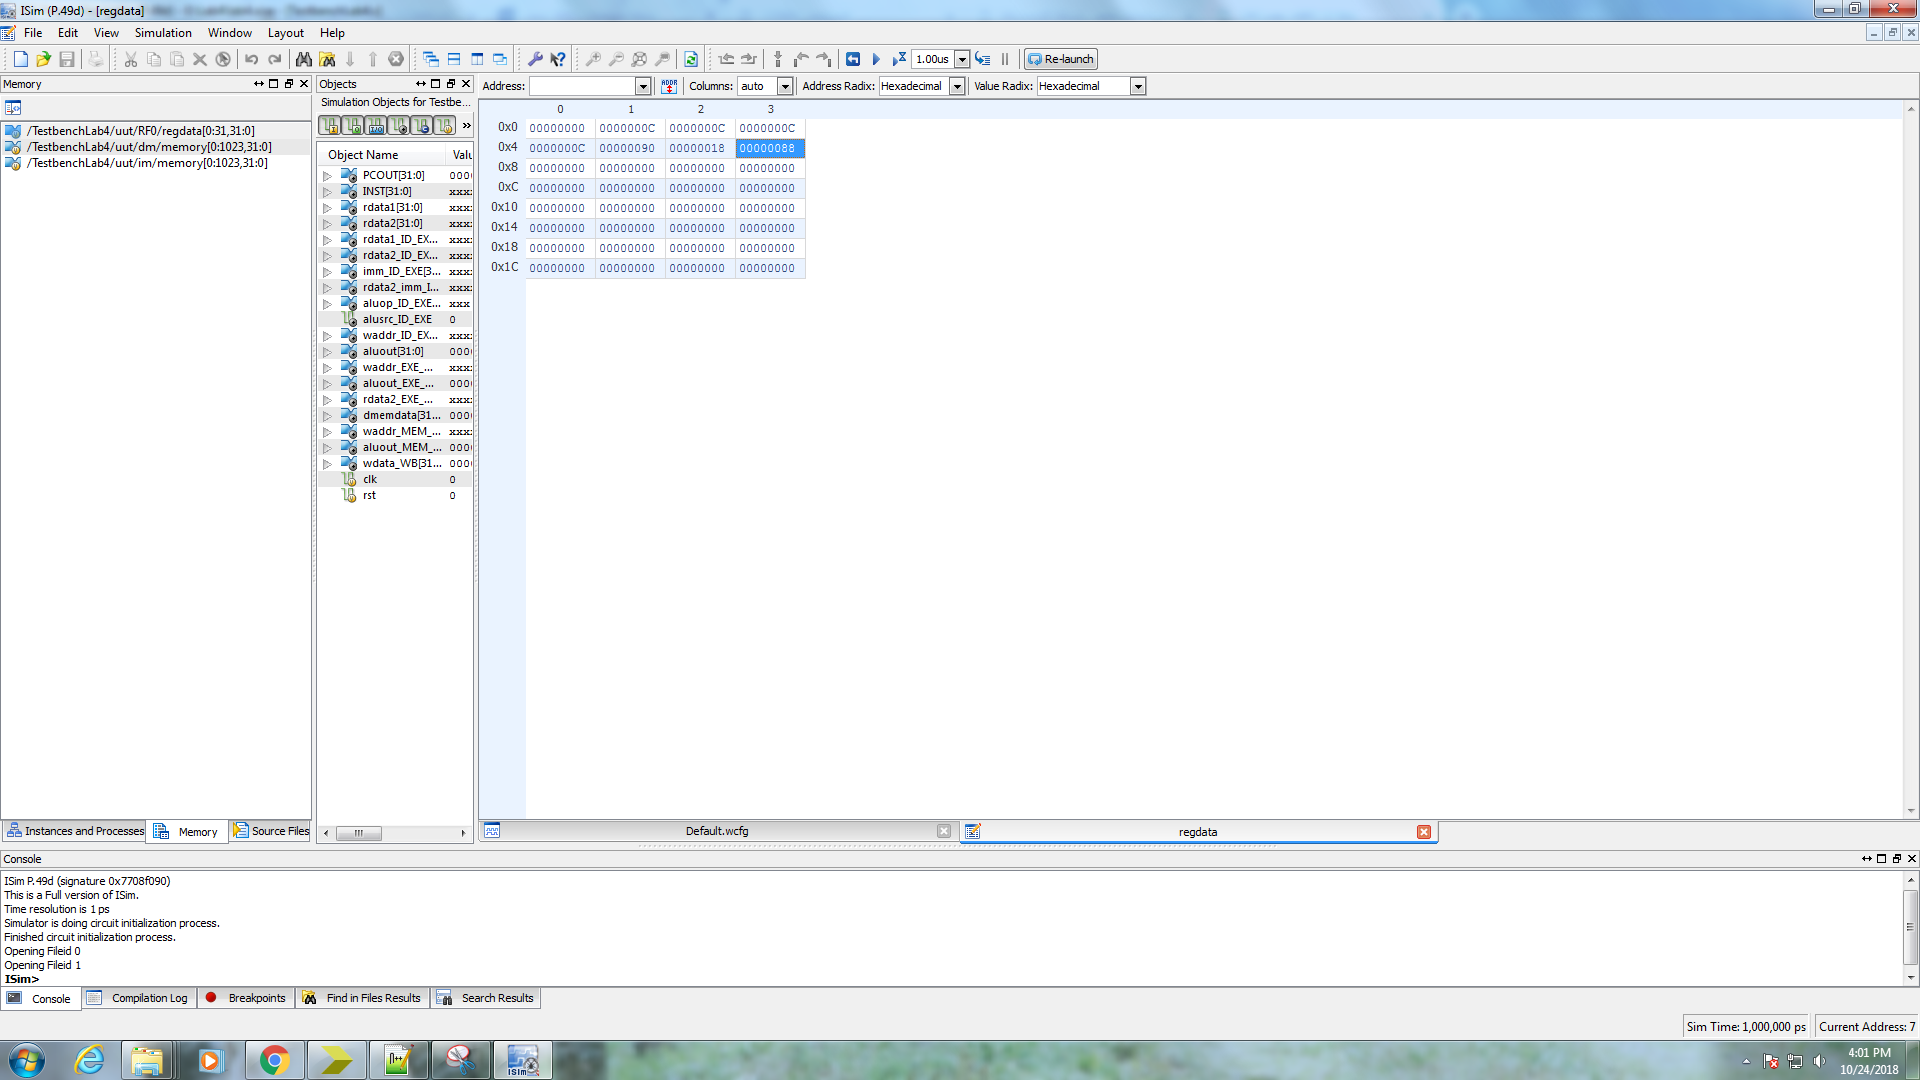 ISim (P.49d) - [regdata]
File Edit View Simulation Window Layout Help
1.00us Re-launch
Memory
/TestbenchLab4/uut/RF0/regdata[0:31,31:0]
/TestbenchLab4/uut/dm/memory[0:1023,31:0]
/TestbenchLab4/uut/im/memory[0:1023,31:0]
Instances and Processes Memory Source Files
Objects
Simulation Objects for Testbe...
Object Name Valu
PCOUT[31:0] 000
INST[31:0] xxx
rdata1[31:0] xxx
rdata2[31:0] xxx
rdata1_ID_EX... xxx
rdata2_ID_EX... xxx
imm_ID_EXE[3... xxx
rdata2_imm_I... xxx
aluop_ID_EXE... xxx
alusrc_ID_EXE 0
waddr_ID_EX... xxx
aluout[31:0] 000
waddr_EXE_... xxx
aluout_EXE_... 000
rdata2_EXE_... xxx
dmemdata[31... 000
waddr_MEM_... xxx
aluout_MEM_... 000
wdata_WB[31... 000
clk 0
rst 0
Address: ADDR Columns: auto Address Radix: Hexadecimal Value Radix: Hexadecimal
0 1 2 3
0x0 00000000 0000000C 0000000C 0000000C
0x4 0000000C 00000090 00000018 00000088
0x8 00000000 00000000 00000000 00000000
0xC 00000000 00000000 00000000 00000000
0x10 00000000 00000000 00000000 00000000
0x14 00000000 00000000 00000000 00000000
0x18 00000000 00000000 00000000 00000000
0x1C 00000000 00000000 00000000 00000000
Default.wcfg regdata
Console
ISim P.49d (signature 0x7708f090)
This is a Full version of ISim.
Time resolution is 1 ps
Simulator is doing circuit initialization process.
Finished circuit initialization process.
Opening Fileid 0
Opening Fileid 1
ISim>
Console Compilation Log Breakpoints Find in Files Results Search Results
Sim Time: 1,000,000 ps Current Address: 7
4:01 PM
10/24/2018